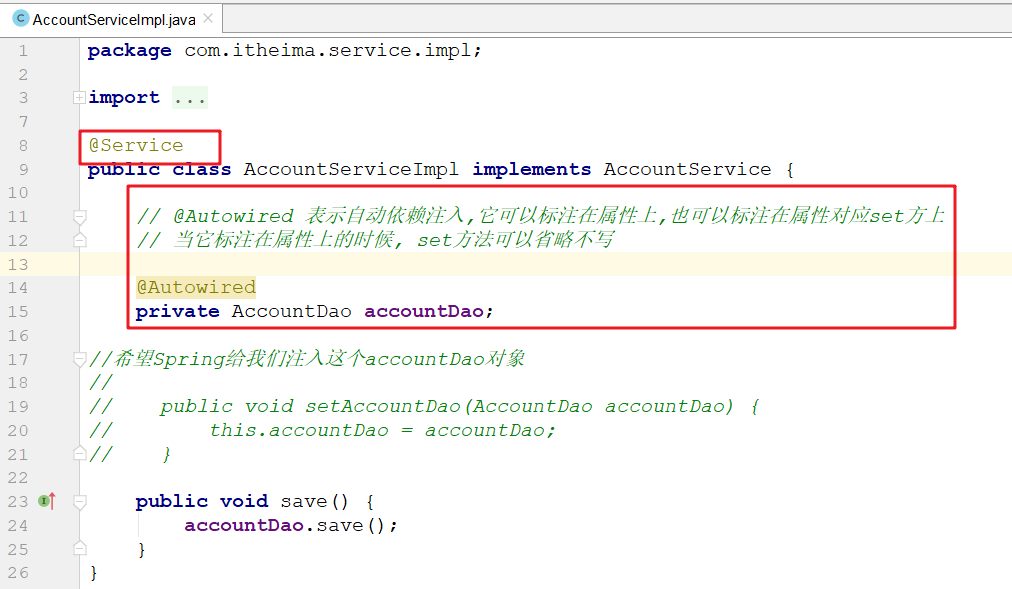 C AccountServiceImpl.java ×
1 package com.itheima.service.impl;
2
3 import ...
7
8 @Service
9 public class AccountServiceImpl implements AccountService {
10
11 // @Autowired 表示自动依赖注入,它可以标注在属性上,也可以标注在属性对应set方上
12 // 当它标注在属性上的时候, set方法可以省略不写
13
14 @Autowired
15 private AccountDao accountDao;
16
17 //希望Spring给我们注入这个accountDao对象
18 //
19 // public void setAccountDao(AccountDao accountDao) {
20 // this.accountDao = accountDao;
21 // }
22
23 I public void save() {
24 accountDao.save();
25 }
26 }